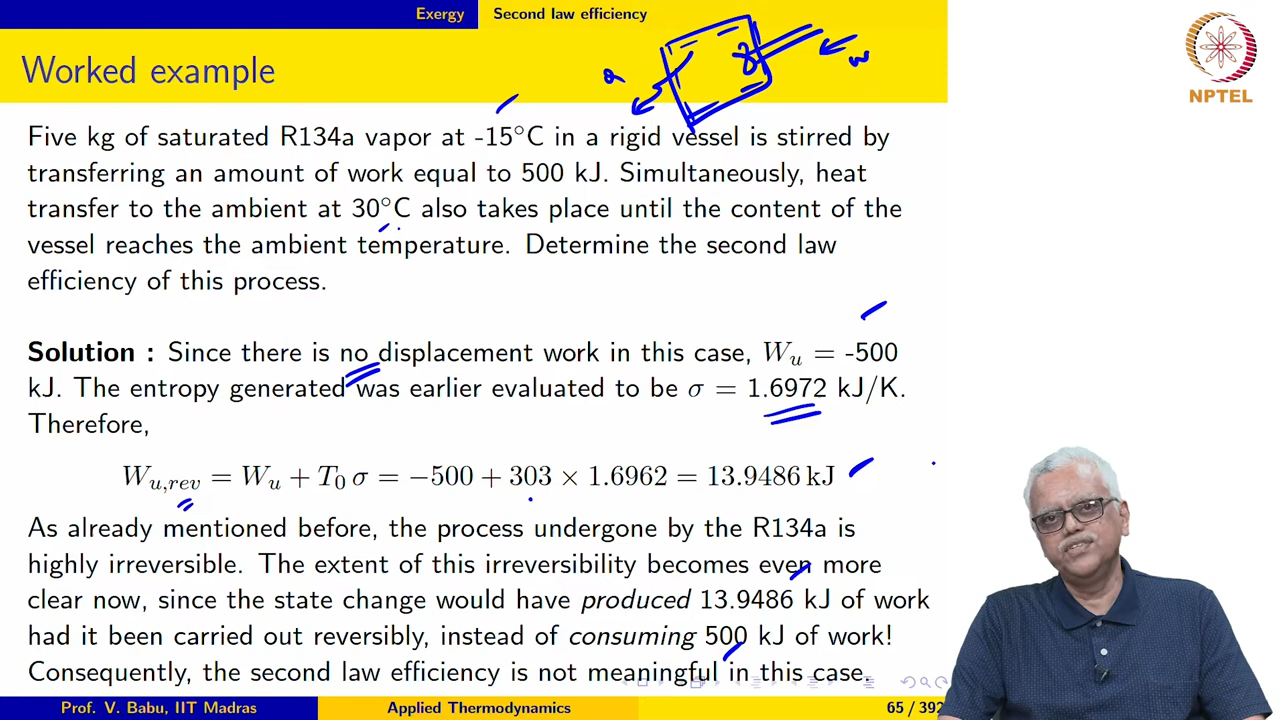 Exergy Second law efficiency
Worked example
Q
W
NPTEL
Five kg of saturated R134a vapor at -15°C in a rigid vessel is stirred by
transferring an amount of work equal to 500 kJ. Simultaneously, heat
transfer to the ambient at 30°C also takes place until the content of the
vessel reaches the ambient temperature. Determine the second law
efficiency of this process.
Solution : Since there is no displacement work in this case, W_u = -500
kJ. The entropy generated was earlier evaluated to be σ = 1.6972 kJ/K.
Therefore,
W_{u,rev} = W_u + T_0 σ = −500 + 303 × 1.6962 = 13.9486 kJ
As already mentioned before, the process undergone by the R134a is
highly irreversible. The extent of this irreversibility becomes even more
clear now, since the state change would have produced 13.9486 kJ of work
had it been carried out reversibly, instead of consuming 500 kJ of work!
Consequently, the second law efficiency is not meaningful in this case.
Prof. V. Babu, IIT Madras Applied Thermodynamics 65 / 392